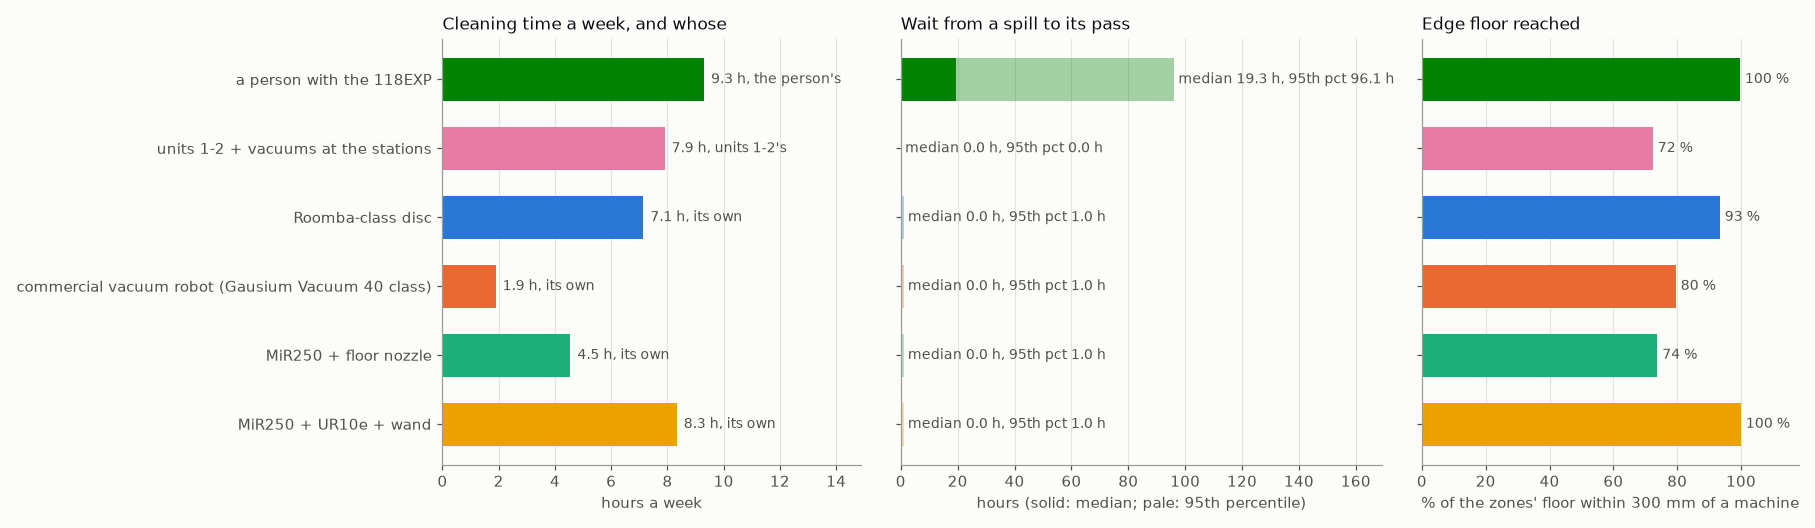 Cleaning time a week, and whose
a person with the 118EXP
9.3 h, the person's
units 1-2 + vacuums at the stations
7.9 h, units 1-2's
Roomba-class disc
7.1 h, its own
commercial vacuum robot (Gausium Vacuum 40 class)
1.9 h, its own
MiR250 + floor nozzle
4.5 h, its own
MiR250 + UR10e + wand
8.3 h, its own
0 2 4 6 8 10 12 14
hours a week
Wait from a spill to its pass
median 19.3 h, 95th pct 96.1 h
median 0.0 h, 95th pct 0.0 h
median 0.0 h, 95th pct 1.0 h
median 0.0 h, 95th pct 1.0 h
median 0.0 h, 95th pct 1.0 h
median 0.0 h, 95th pct 1.0 h
0 20 40 60 80 100 120 140 160
hours (solid: median; pale: 95th percentile)
Edge floor reached
100 %
72 %
93 %
80 %
74 %
100 %
0 20 40 60 80 100
% of the zones' floor within 300 mm of a machine